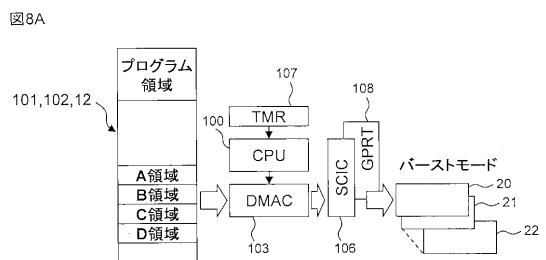 図8A
プログラム
領域
101,102,12
A領域
B領域
C領域
D領域
107
TMR
100
CPU
DMAC
103
108
SCIC
GPRT
106
バーストモード
20
21
22